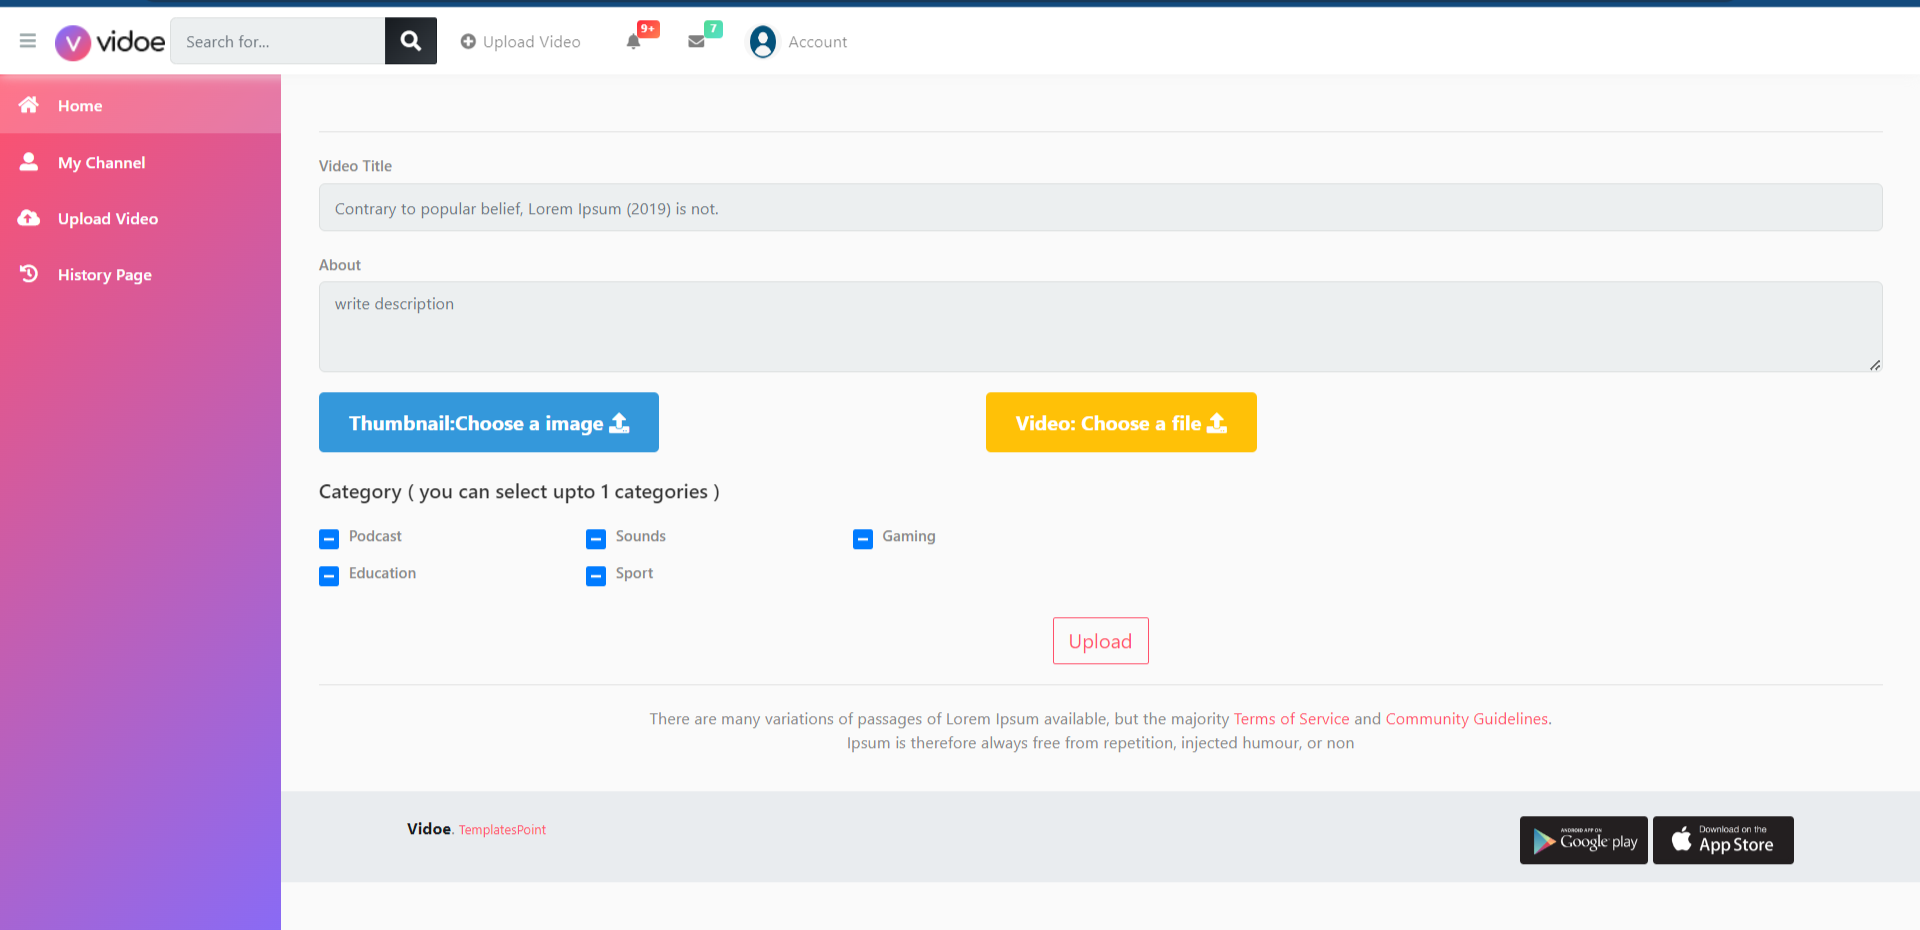 V vidoe Search for... Upload Video 9+ 7 Account
Home
My Channel
Upload Video
History Page
Video Title
Contrary to popular belief, Lorem Ipsum (2019) is not.
About
write description
Thumbnail:Choose a image Video: Choose a file
Category ( you can select upto 1 categories )
Podcast Sounds Gaming
Education Sport
Upload
There are many variations of passages of Lorem Ipsum available, but the majority Terms of Service and Community Guidelines.
Ipsum is therefore always free from repetition, injected humour, or non
Vidoe. TemplatesPoint
ANDROID APP ON
Google play
Download on the
App Store